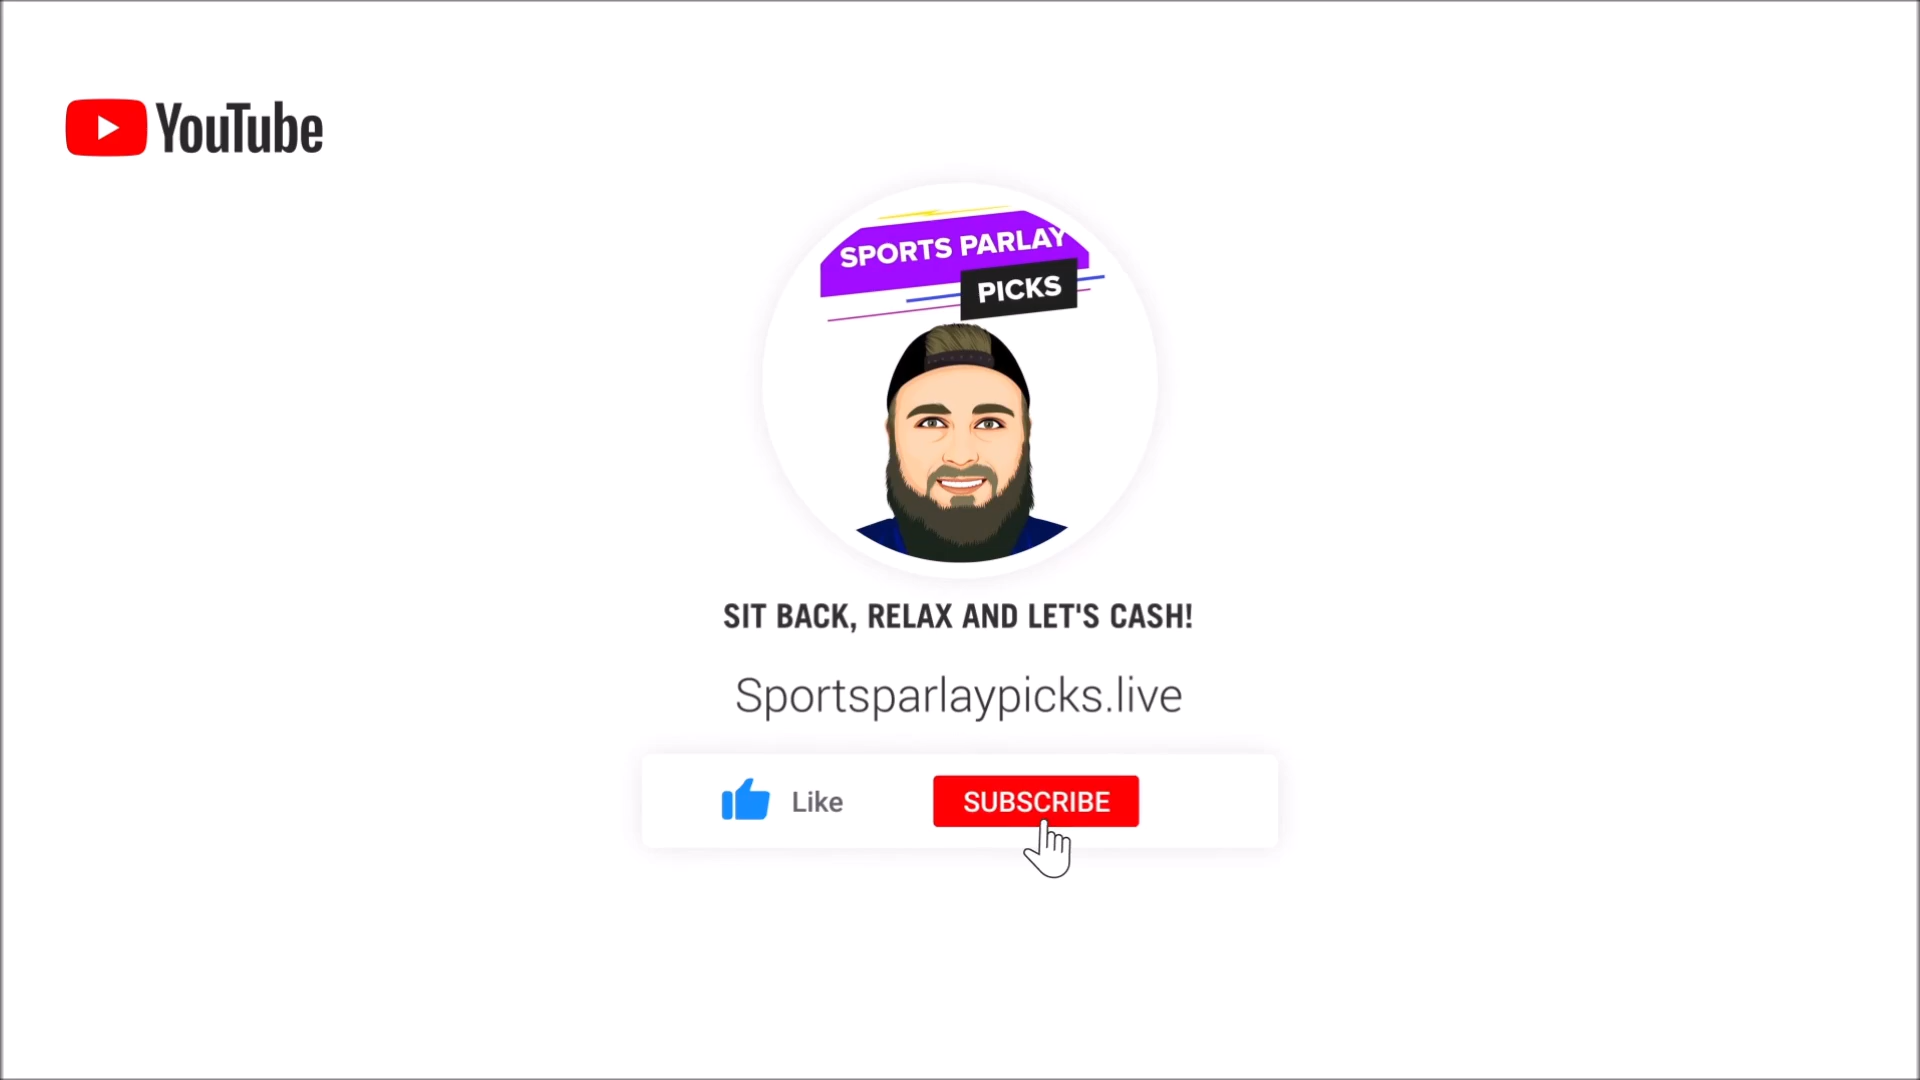 YouTube
SPORTS PARLAY
PICKS
SIT BACK, RELAX AND LET'S CASH!
Sportsparlaypicks.live
Like
SUBSCRIBE